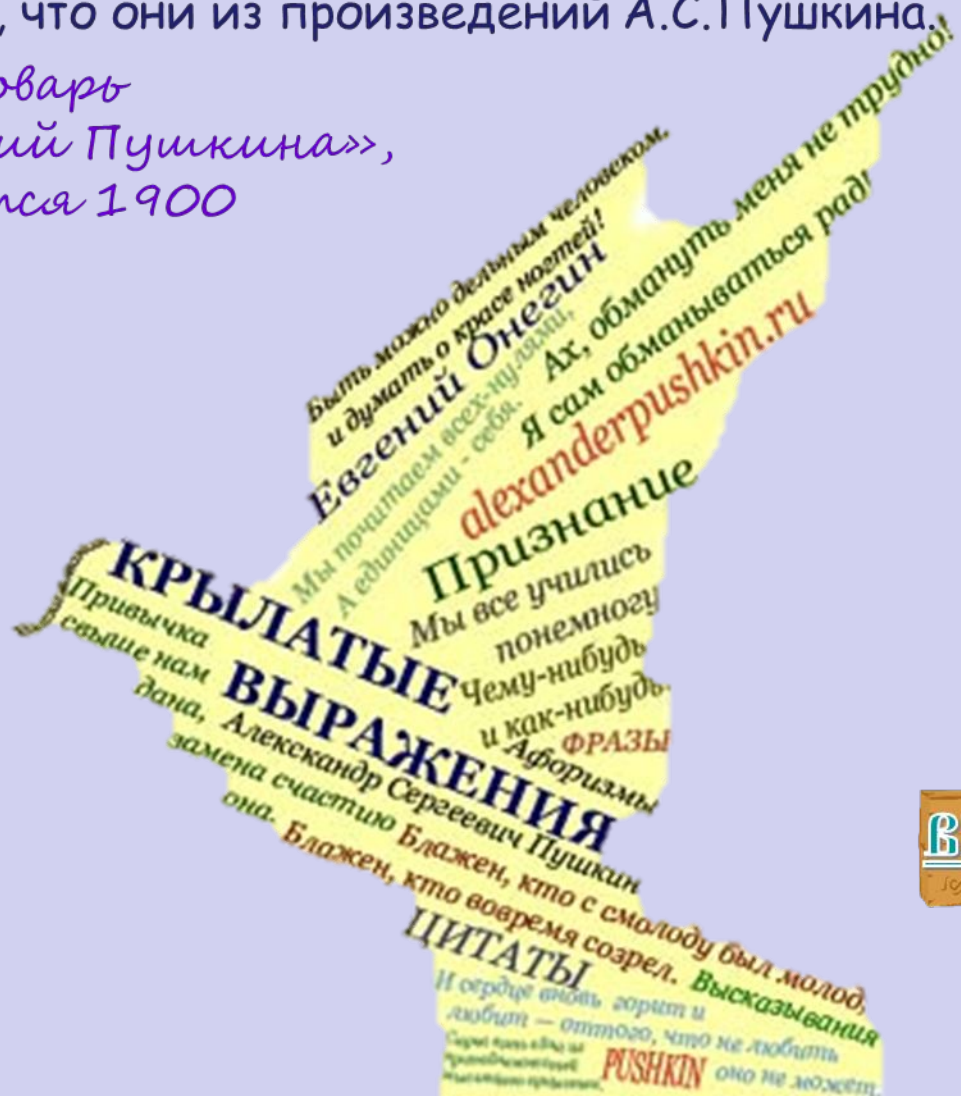 , что они из произведений А.С.Пушкина.
оварь
ий Пушкина»,
тся 1900
Быть можно дельным человеком,
и думать о красе ногтей!
Евгений Онегин
Мы почитаем всех-нулями,
А единицами - себя.
Ах, обмануть меня не трудно!
Я сам обманываться рад!
alexanderpushkin.ru
Признание
Мы все учились
понемногу
Чему-нибудь
и как-нибудь.
ФРАЗЫ
Афоризмы
КРЫЛАТЫЕ
ВЫРАЖЕНИЯ
Привычка
свыше нам
дана,
замена счастию
она.
Алекскандр Сергеевич Пушкин
Блажен, кто с смолоду был молод,
Блажен, кто вовремя созрел.
Высказывания
ЦИТАТЫ
И сердце вновь горит и
любит — оттого, что не любить
оно не может.
PUSHKIN
В